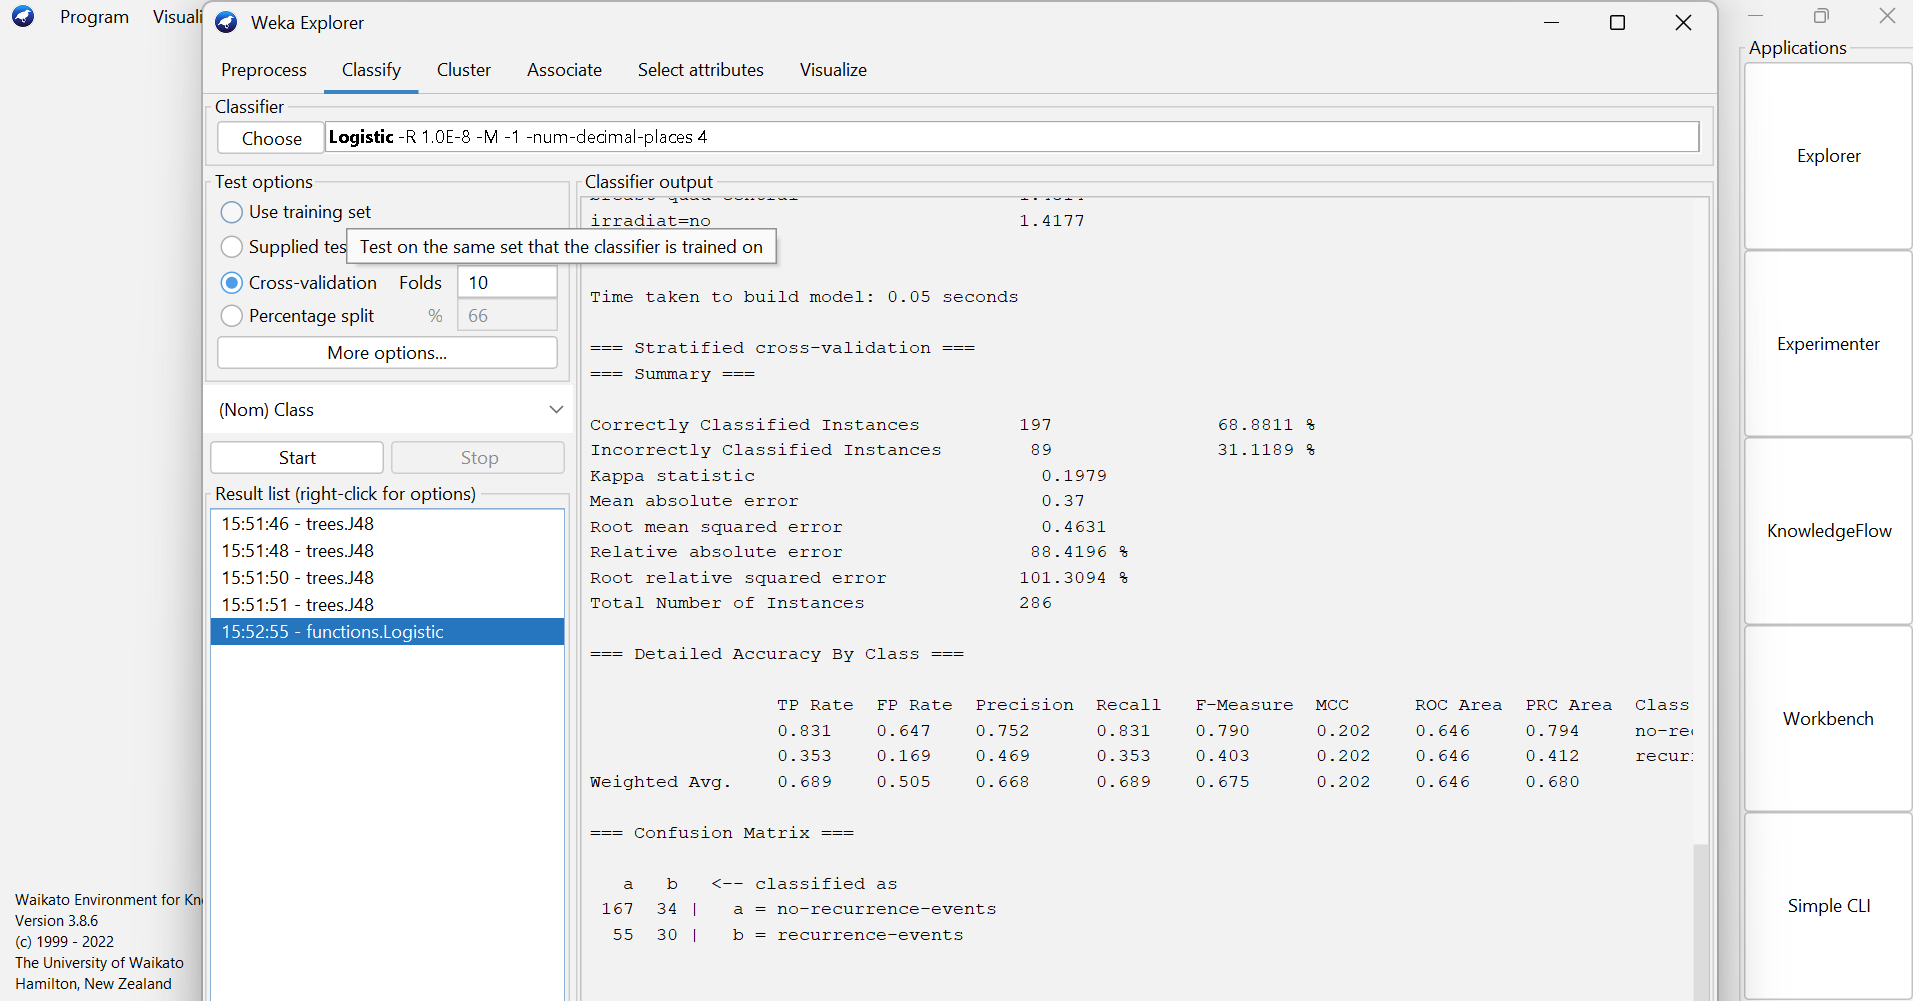 Program Visuali
Weka Explorer
Preprocess Classify Cluster Associate Select attributes Visualize
Classifier
Choose Logistic -R 1.0E-8 -M -1 -num-decimal-places 4
Test options
Use training set
Supplied tes
Test on the same set that the classifier is trained on
Cross-validation Folds 10
Percentage split % 66
More options...
(Nom) Class
Start Stop
Result list (right-click for options)
15:51:46 - trees.J48
15:51:48 - trees.J48
15:51:50 - trees.J48
15:51:51 - trees.J48
15:52:55 - functions.Logistic
Classifier output
irradiat=no 1.4177
Time taken to build model: 0.05 seconds
=== Stratified cross-validation ===
=== Summary ===
Correctly Classified Instances 197 68.8811 %
Incorrectly Classified Instances 89 31.1189 %
Kappa statistic 0.1979
Mean absolute error 0.37
Root mean squared error 0.4631
Relative absolute error 88.4196 %
Root relative squared error 101.3094 %
Total Number of Instances 286
=== Detailed Accuracy By Class ===
TP Rate FP Rate Precision Recall F-Measure MCC ROC Area PRC Area Class
0.831 0.647 0.752 0.831 0.790 0.202 0.646 0.794 no-rec
0.353 0.169 0.469 0.353 0.403 0.202 0.646 0.412 recur
Weighted Avg. 0.689 0.505 0.668 0.689 0.675 0.202 0.646 0.680
=== Confusion Matrix ===
a b <-- classified as
167 34 | a = no-recurrence-events
55 30 | b = recurrence-events
Applications
Explorer
Experimenter
KnowledgeFlow
Workbench
Simple CLI
Waikato Environment for Kn
Version 3.8.6
(c) 1999 - 2022
The University of Waikato
Hamilton, New Zealand